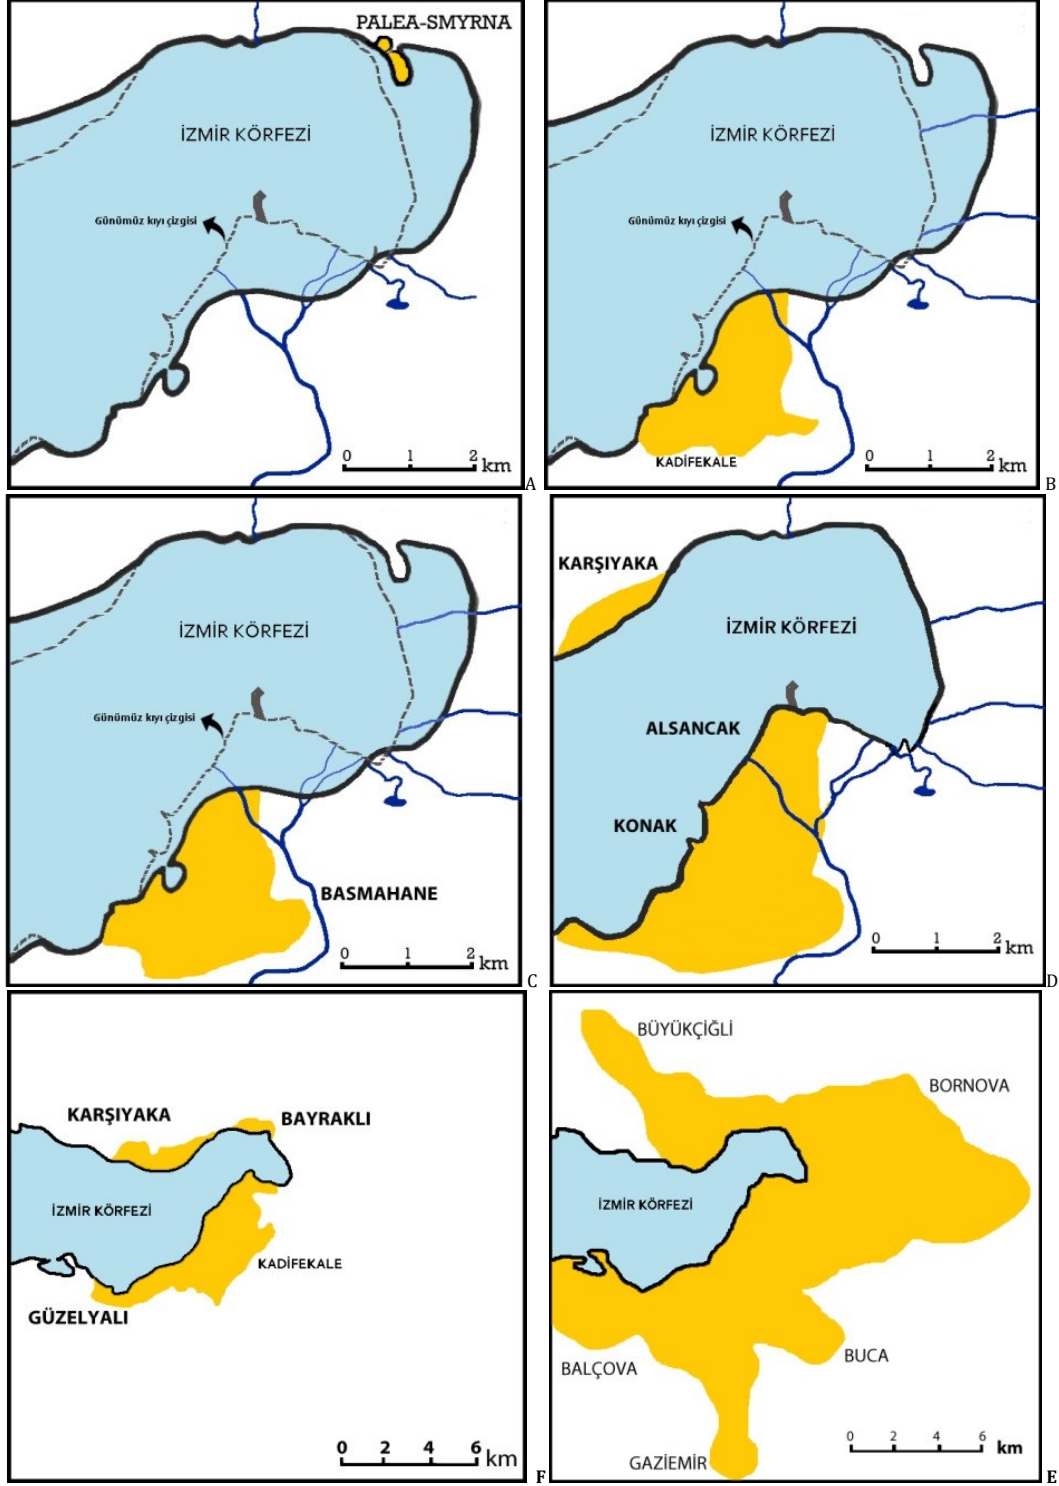 PALEA-SMYRNA
İZMİR KÖRFEZİ
Günümüz kıyı çizgisi
0 1 2
km
A
İZMİR KÖRFEZİ
Günümüz kıyı çizgisi
KADİFEKALE
0 1 2
km
B
İZMİR KÖRFEZİ
Günümüz kıyı çizgisi
BASMAHANE
0 1 2
km
C
KARŞIYAKA
İZMİR KÖRFEZİ
ALSANCAK
KONAK
0 1 2
km
D
KARŞIYAKA
BAYRAKLI
İZMİR KÖRFEZİ
KADİFEKALE
GÜZELYALI
0 2 4 6
km
F
BÜYÜKÇİĞLİ
BORNOVA
İZMİR KÖRFEZİ
BUCA
BALÇOVA
GAZİEMİR
0 2 4 6
km
E